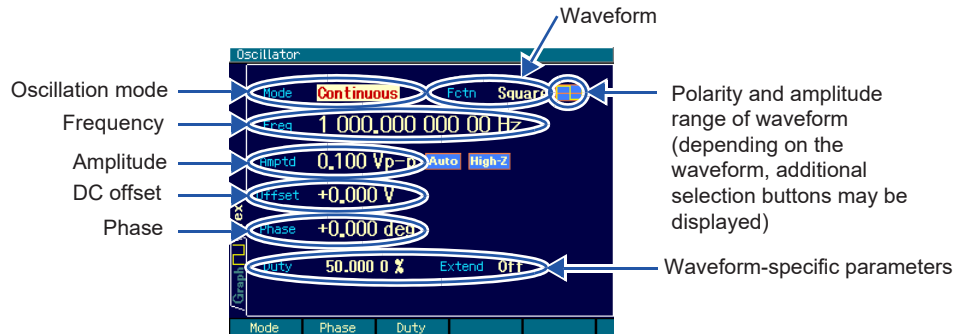 Waveform
Oscillator
Oscillation mode
Mode Continuous Fctn Square
Polarity and amplitude
range of waveform
(depending on the
waveform, additional
selection buttons may be
displayed)
Frequency
Freq 1 000.000 000 00 Hz
Amplitude
Amptd 0.100 Vp-p Auto High-Z
DC offset
Offset +0.000 V
Phase
Phase +0.000 deg
Duty 50.000 0 % Extend Off
Waveform-specific parameters
/Graph
Mode Phase Duty